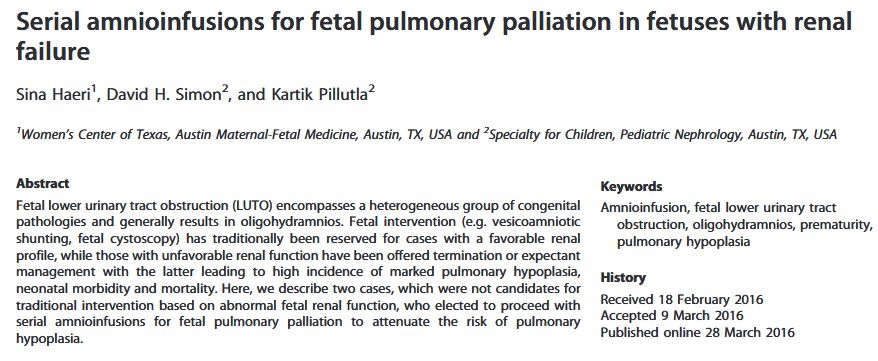 Serial amnioinfusions for fetal pulmonary palliation in fetuses with renal
failure
Sina Haeri1, David H. Simon2, and Kartik Pillutla2
1Women's Center of Texas, Austin Maternal-Fetal Medicine, Austin, TX, USA and 2Specialty for Children, Pediatric Nephrology, Austin, TX, USA
Abstract
Fetal lower urinary tract obstruction (LUTO) encompasses a heterogeneous group of congenital
pathologies and generally results in oligohydramnios. Fetal intervention (e.g. vesicoamniotic
shunting, fetal cystoscopy) has traditionally been reserved for cases with a favorable renal
profile, while those with unfavorable renal function have been offered termination or expectant
management with the latter leading to high incidence of marked pulmonary hypoplasia,
neonatal morbidity and mortality. Here, we describe two cases, which were not candidates for
traditional intervention based on abnormal fetal renal function, who elected to proceed with
serial amnioinfusions for fetal pulmonary palliation to attenuate the risk of pulmonary
hypoplasia.
Keywords
Amnioinfusion, fetal lower urinary tract
obstruction, oligohydramnios, prematurity,
pulmonary hypoplasia
History
Received 18 February 2016
Accepted 9 March 2016
Published online 28 March 2016